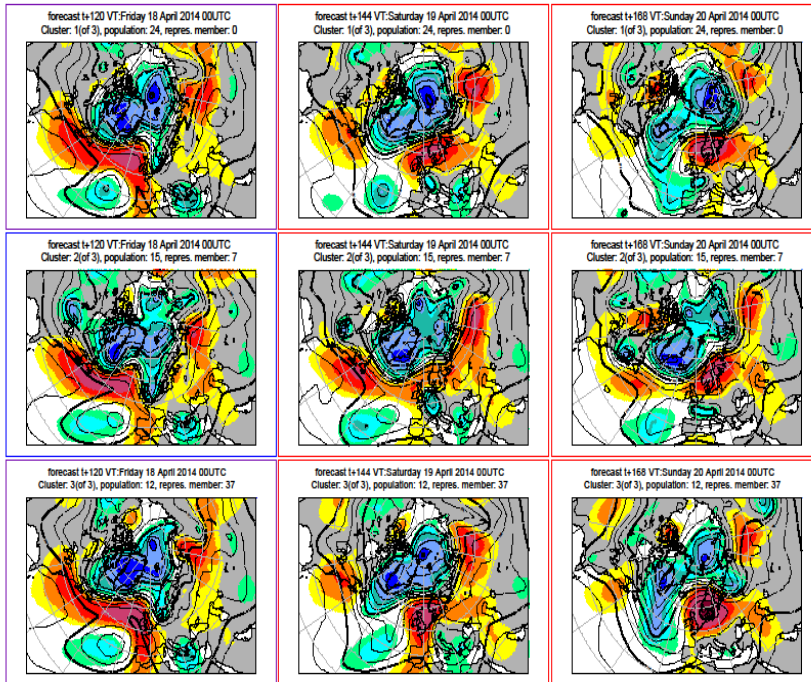 forecast t+120 VT:Friday 18 April 2014 00UTC
Cluster: 1(of 3), population: 24, repres. member: 0
forecast t+144 VT:Saturday 19 April 2014 00UTC
Cluster: 1(of 3), population: 24, repres. member: 0
forecast t+168 VT:Sunday 20 April 2014 00UTC
Cluster: 1(of 3), population: 24, repres. member: 0
forecast t+120 VT:Friday 18 April 2014 00UTC
Cluster: 2(of 3), population: 15, repres. member: 7
forecast t+144 VT:Saturday 19 April 2014 00UTC
Cluster: 2(of 3), population: 15, repres. member: 7
forecast t+168 VT:Sunday 20 April 2014 00UTC
Cluster: 2(of 3), population: 15, repres. member: 7
forecast t+120 VT:Friday 18 April 2014 00UTC
Cluster: 3(of 3), population: 12, repres. member: 37
forecast t+144 VT:Saturday 19 April 2014 00UTC
Cluster: 3(of 3), population: 12, repres. member: 37
forecast t+168 VT:Sunday 20 April 2014 00UTC
Cluster: 3(of 3), population: 12, repres. member: 37